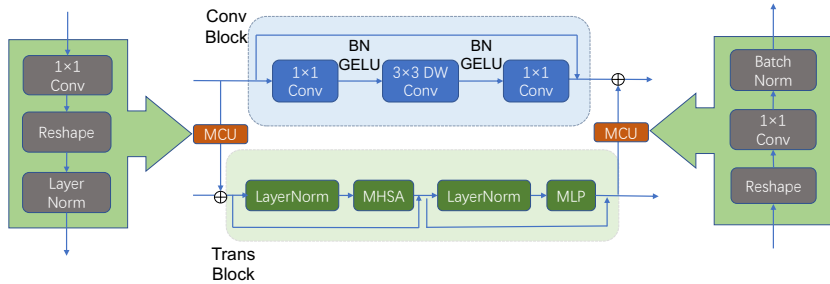 Conv
Block
BN
GELU
BN
GELU
1×1
Conv
3×3 DW
Conv
1×1
Conv
1×1
Conv
Reshape
Layer
Norm
MCU
MCU
Batch
Norm
1×1
Conv
Reshape
LayerNorm
MHSA
LayerNorm
MLP
Trans
Block